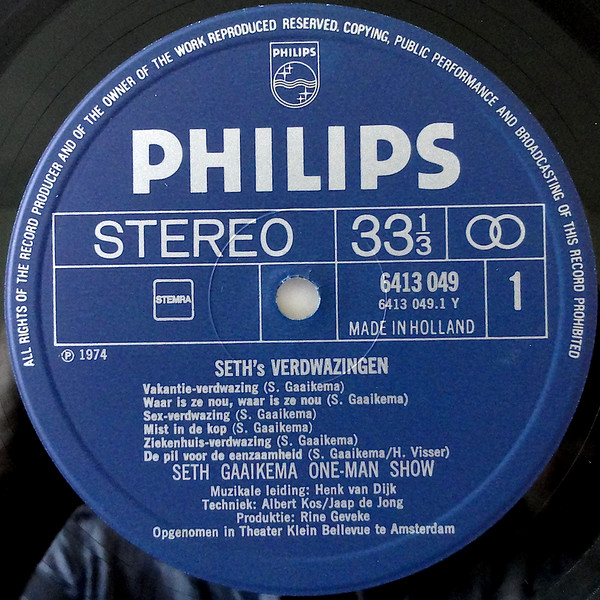 ALL RIGHTS OF THE RECORD PRODUCER AND OF THE OWNER OF THE WORK REPRODUCED RESERVED. COPYING, PUBLIC PERFORMANCE AND BROADCASTING OF THIS RECORD PROHIBITED
PHILIPS
PHILIPS
STEREO
33 1/3
6413 049
6413 049.1 Y
STEMRA
1
MADE IN HOLLAND
℗ 1974
SETH's VERDWAZINGEN
Vakantie-verdwazing (S. Gaaikema)
Waar is ze nou, waar is ze nou (S. Gaaikema)
Sex-verdwazing (S. Gaaikema)
Mist in de kop (S. Gaaikema)
Ziekenhuis-verdwazing (S. Gaaikema)
De pil voor de eenzaamheid (S. Gaaikema/H. Visser)
SETH GAAIKEMA ONE-MAN SHOW
Muzikale leiding: Henk van Dijk
Techniek: Albert Kos/Jaap de Jong
Produktie: Rine Geveke
Opgenomen in Theater Klein Bellevue te Amsterdam